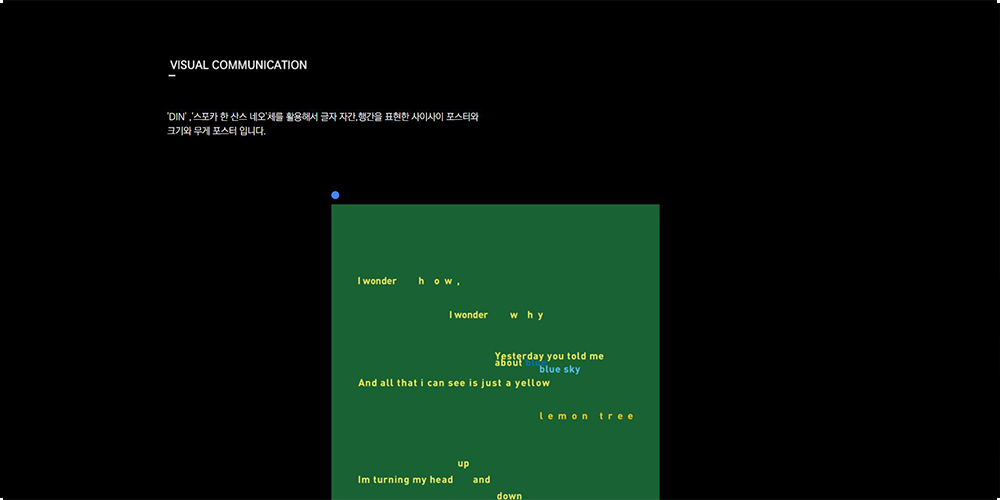 VISUAL COMMUNICATION
'DIN' ,'스포카 한 산스 네오'체를 활용해서 글자 자간,행간을 표현한 사이사이 포스터와
크기와 무게 포스터 입니다.
I wonder h o w ,
I wonder w h y
Yesterday you told me
about blue
blue sky
And all that i can see is just a yellow
l e m o n t r e e
up
Im turning my head and
down